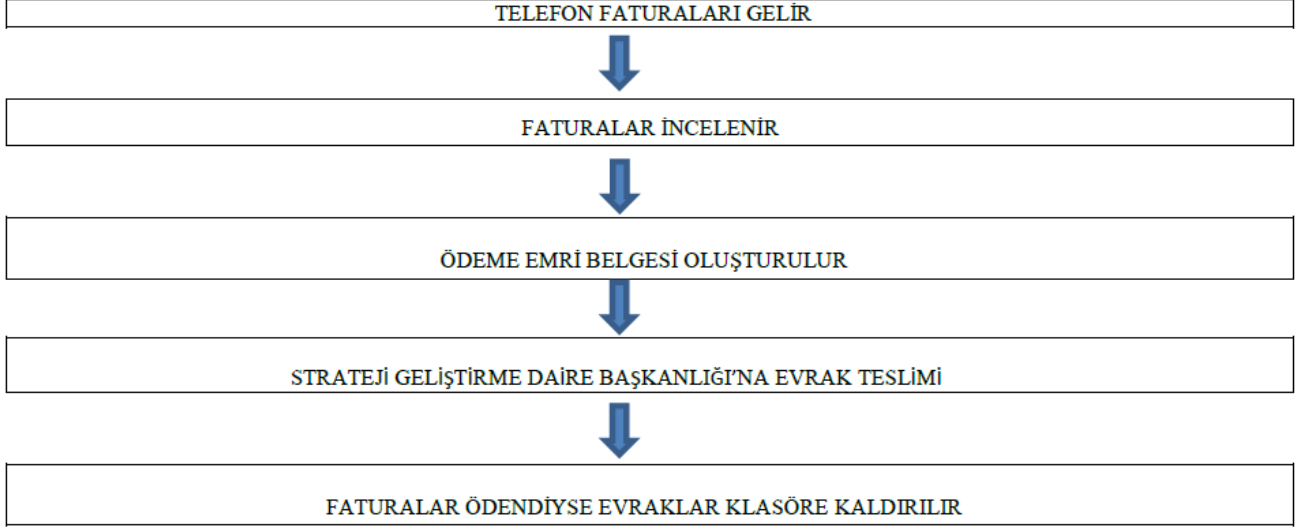 TELEFON FATURALARI GELİR
FATURALAR İNCELENİR
ÖDEME EMRİ BELGESİ OLUŞTURULUR
STRATEJİ GELİŞTİRME DAİRE BAŞKANLIĞI'NA EVRAK TESLİMİ
FATURALAR ÖDENDİYSE EVRAKLAR KLASÖRE KALDIRILIR